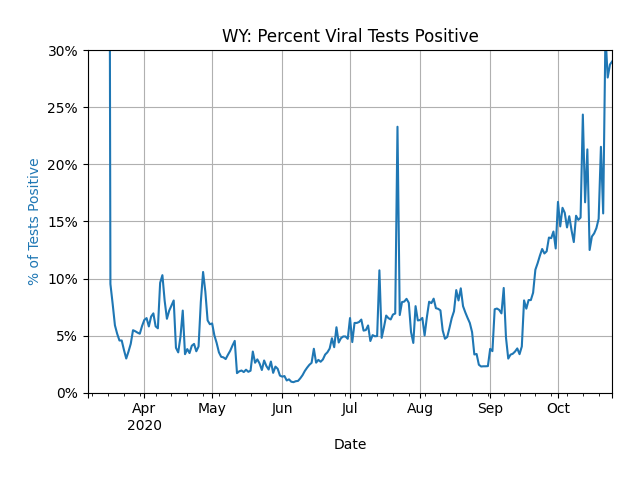 WY: Percent Viral Tests Positive
30%
25%
20%
15%
10%
5%
0%
% of Tests Positive
Apr May Jun Jul Aug Sep Oct
2020
Date